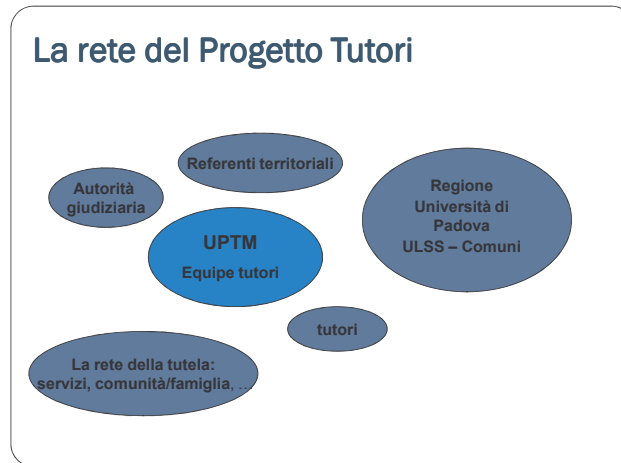 La rete del Progetto Tutori
Referenti territoriali
Autorità
giudiziaria
Regione
Università di
Padova
ULSS – Comuni
UPTM
Equipe tutori
tutori
La rete della tutela:
servizi, comunità/famiglia, ...